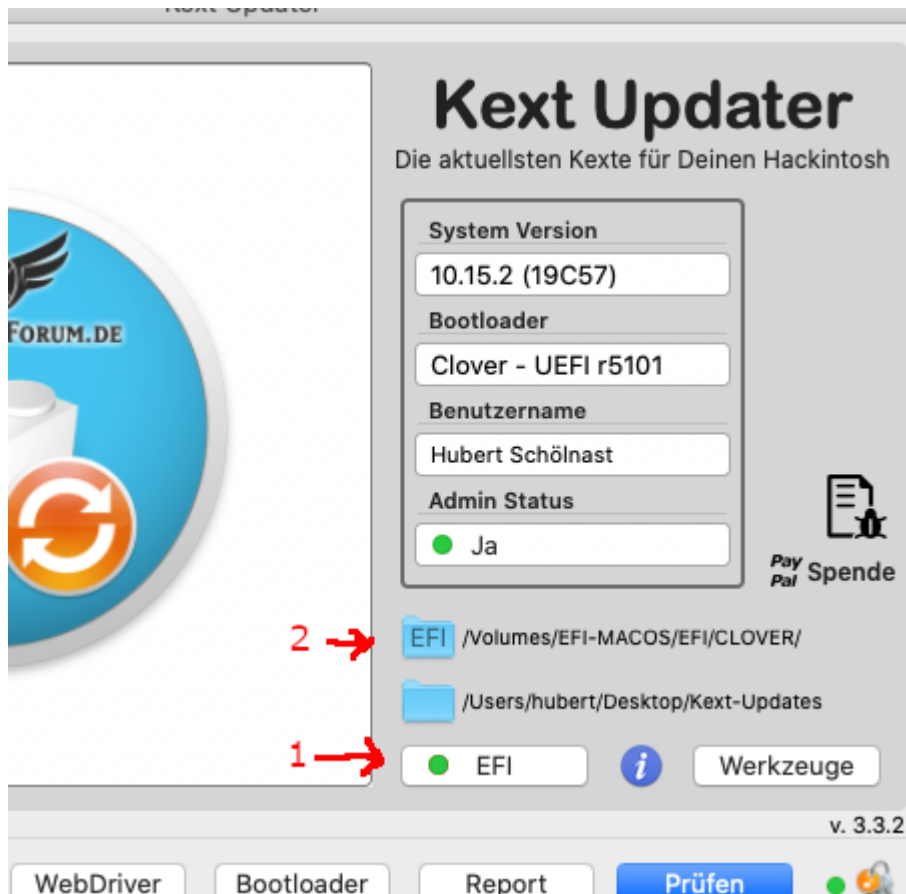 Kext Updater
Kext Updater
Die aktuellsten Kexte für Deinen Hackintosh
System Version
10.15.2 (19C57)
Bootloader
Clover - UEFI r5101
Benutzername
Hubert Schölnast
Admin Status
Ja
FORUM.DE
Pay
Pal Spende
2 EFI /Volumes/EFI-MACOS/EFI/CLOVER/
/Users/hubert/Desktop/Kext-Updates
1 EFI i Werkzeuge
v. 3.3.2
WebDriver Bootloader Report Prüfen